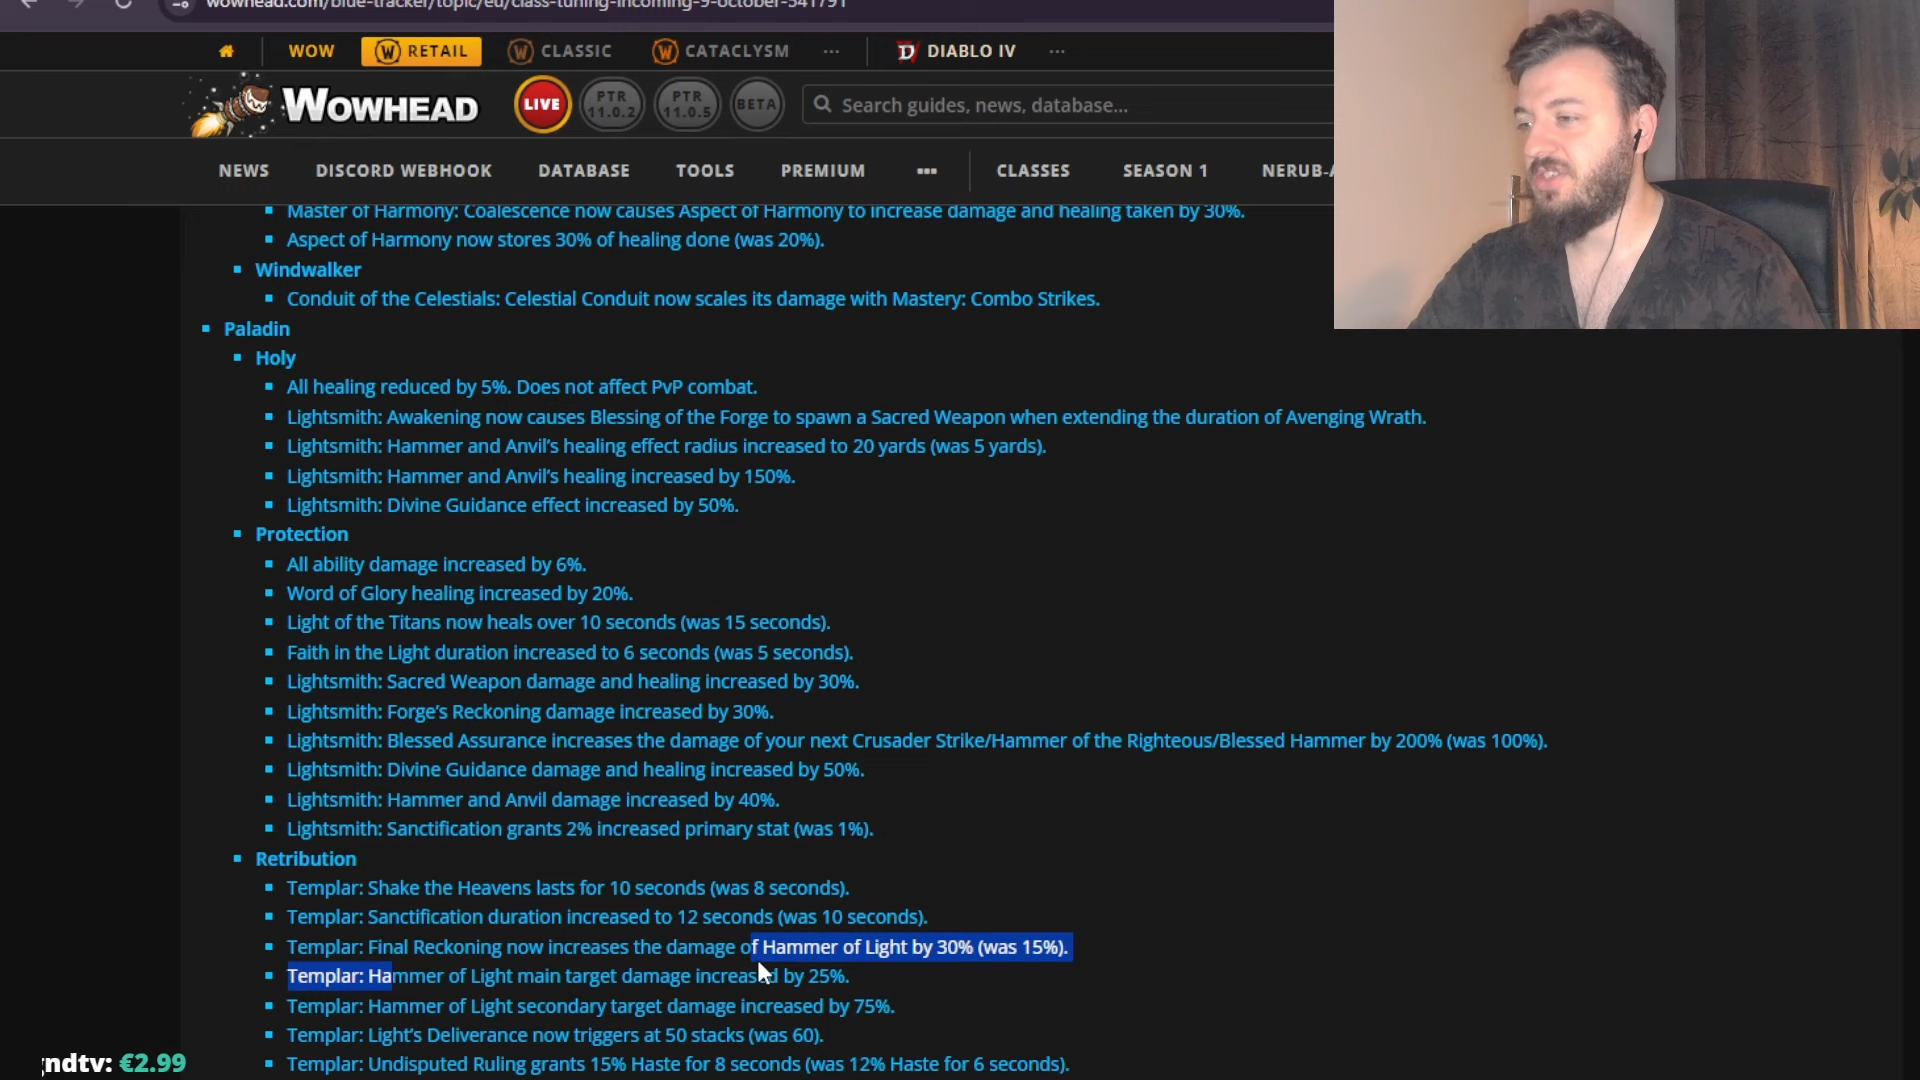 wowhead.com/blue-tracker/topic/eu/class-tuning-incoming-9-october-341791
WOW RETAIL CLASSIC CATACLYSM ... DIABLO IV ...
WOWHEAD LIVE PTR 11.0.2 PTR 11.0.5 BETA Search guides, news, database...
NEWS DISCORD WEBHOOK DATABASE TOOLS PREMIUM ... CLASSES SEASON 1 NERUB-A
Master of Harmony: Coalescence now causes Aspect of Harmony to increase damage and healing taken by 30%.
Aspect of Harmony now stores 30% of healing done (was 20%).
Windwalker
Conduit of the Celestials: Celestial Conduit now scales its damage with Mastery: Combo Strikes.
Paladin
Holy
All healing reduced by 5%. Does not affect PvP combat.
Lightsmith: Awakening now causes Blessing of the Forge to spawn a Sacred Weapon when extending the duration of Avenging Wrath.
Lightsmith: Hammer and Anvil's healing effect radius increased to 20 yards (was 5 yards).
Lightsmith: Hammer and Anvil's healing increased by 150%.
Lightsmith: Divine Guidance effect increased by 50%.
Protection
All ability damage increased by 6%.
Word of Glory healing increased by 20%.
Light of the Titans now heals over 10 seconds (was 15 seconds).
Faith in the Light duration increased to 6 seconds (was 5 seconds).
Lightsmith: Sacred Weapon damage and healing increased by 30%.
Lightsmith: Forge's Reckoning damage increased by 30%.
Lightsmith: Blessed Assurance increases the damage of your next Crusader Strike/Hammer of the Righteous/Blessed Hammer by 200% (was 100%).
Lightsmith: Divine Guidance damage and healing increased by 50%.
Lightsmith: Hammer and Anvil damage increased by 40%.
Lightsmith: Sanctification grants 2% increased primary stat (was 1%).
Retribution
Templar: Shake the Heavens lasts for 10 seconds (was 8 seconds).
Templar: Sanctification duration increased to 12 seconds (was 10 seconds).
Templar: Final Reckoning now increases the damage of Hammer of Light by 30% (was 15%).
Templar: Hammer of Light main target damage increased by 25%.
Templar: Hammer of Light secondary target damage increased by 75%.
Templar: Light's Deliverance now triggers at 50 stacks (was 60).
Templar: Undisputed Ruling grants 15% Haste for 8 seconds (was 12% Haste for 6 seconds).
ndtv: €2.99